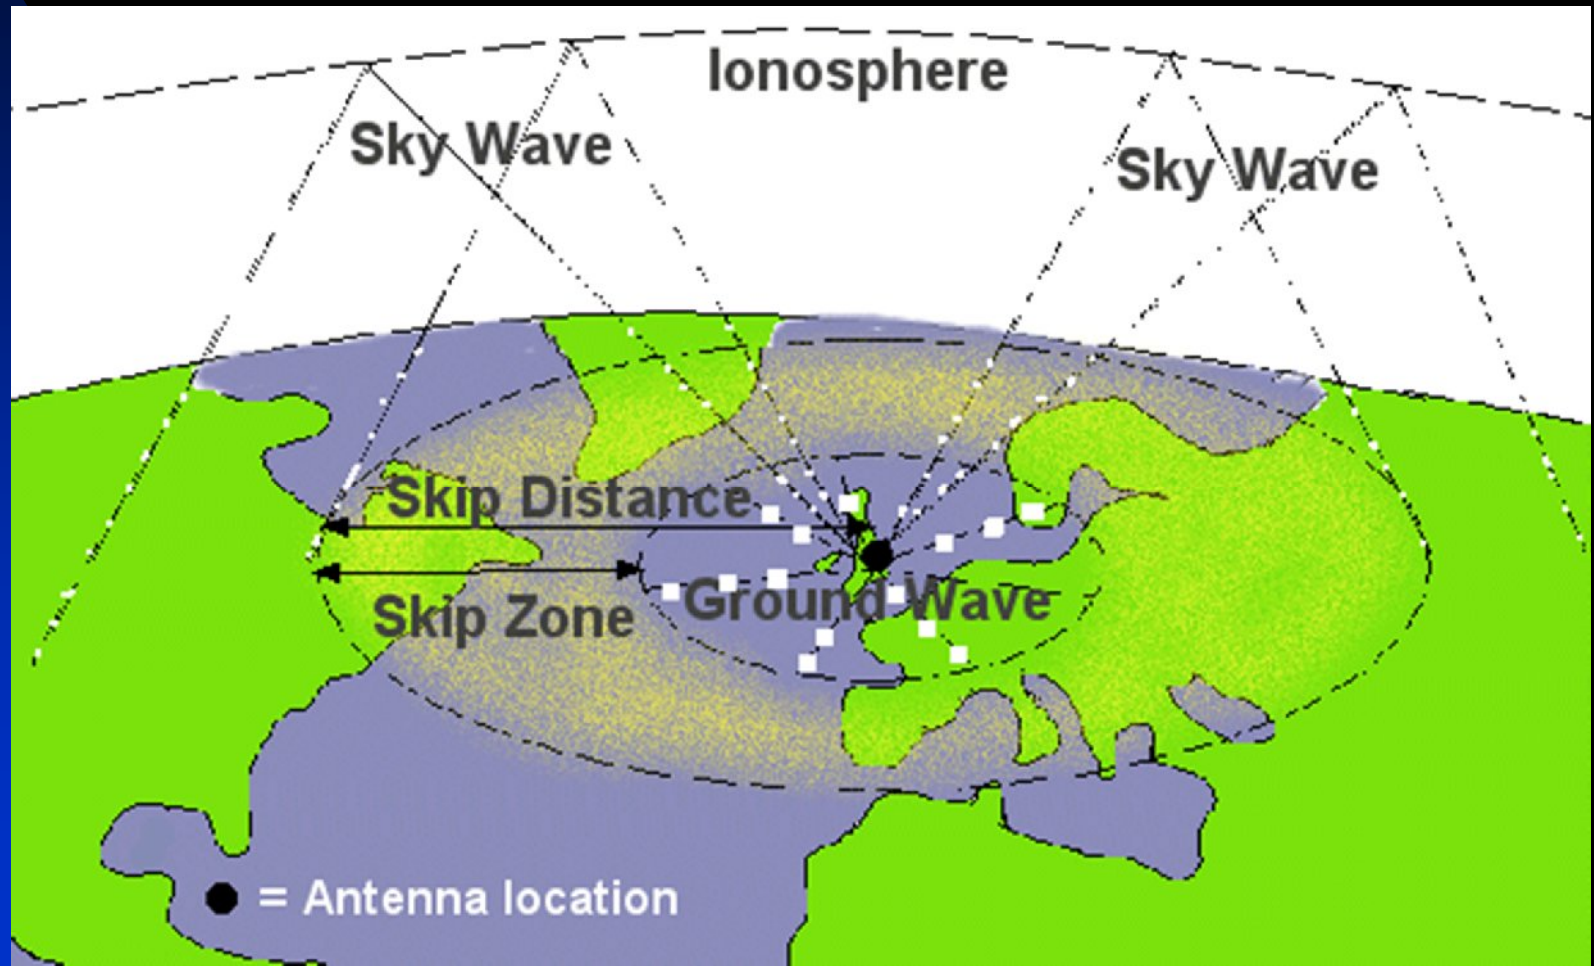 Ionosphere
Sky Wave
Sky Wave
Skip Distance
Ground Wave
Skip Zone
= Antenna location